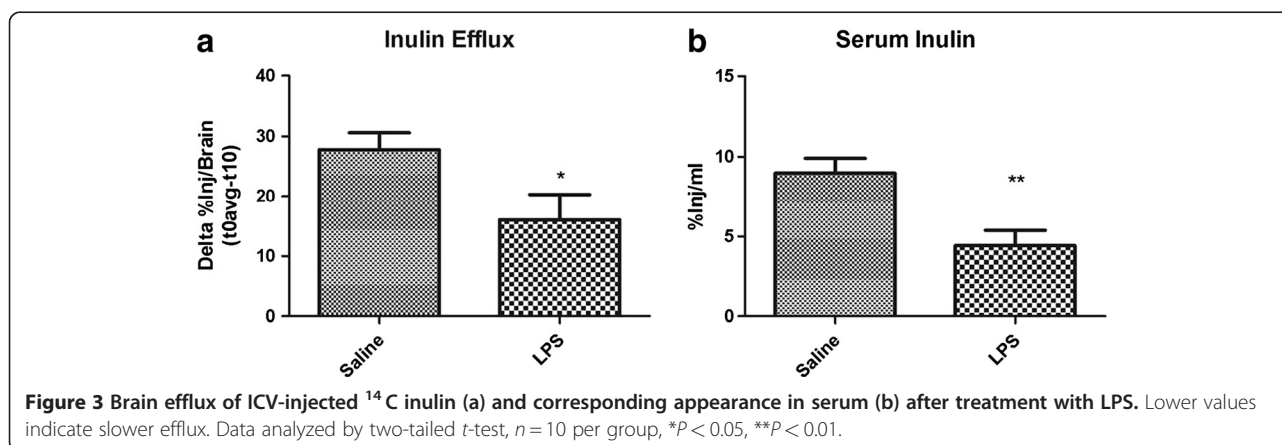 a
Inulin Efflux
Delta %Inj/Brain
(t0avg-t10)
40
30
20
10
0
*
Saline
LPS
b
Serum Inulin
%Inj/ml
15
10
5
0
**
Saline
LPS
Figure 3 Brain efflux of ICV-injected ¹⁴C inulin (a) and corresponding appearance in serum (b) after treatment with LPS. Lower values
indicate slower efflux. Data analyzed by two-tailed t-test, n = 10 per group, *P < 0.05, **P < 0.01.